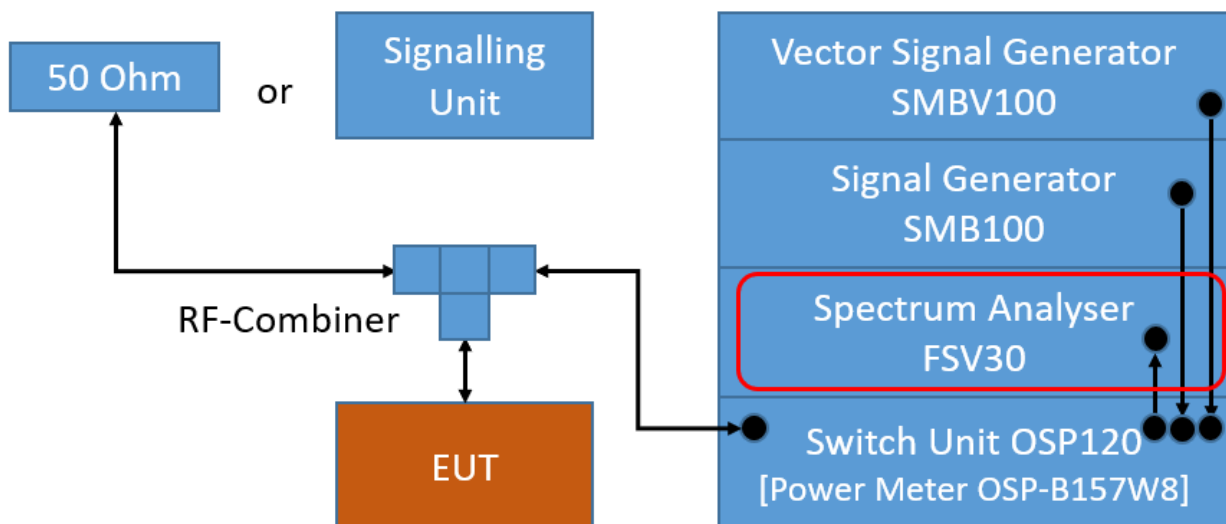 50 Ohm
or
Signalling
Unit
RF-Combiner
EUT
Vector Signal Generator
SMBV100
Signal Generator
SMB100
Spectrum Analyser
FSV30
Switch Unit OSP120
[Power Meter OSP-B157W8]